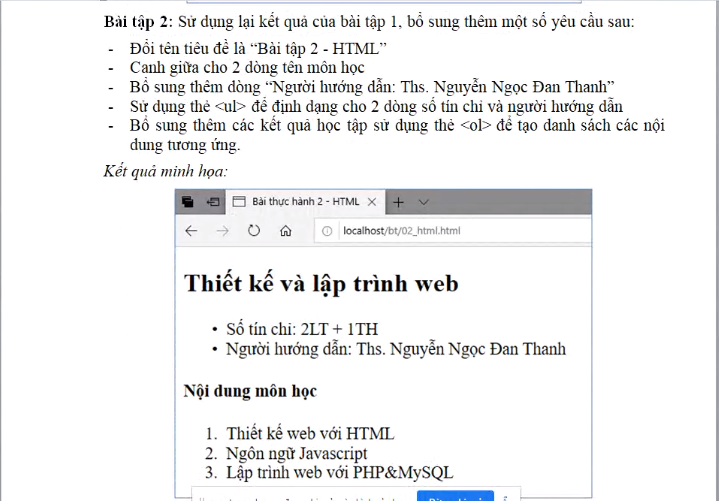 Bài tập 2: Sử dụng lại kết quả của bài tập 1, bổ sung thêm một số yêu cầu sau:
- Đổi tên tiêu đề là “Bài tập 2 - HTML”
- Canh giữa cho 2 dòng tên môn học
- Bổ sung thêm dòng “Người hướng dẫn: Ths. Nguyễn Ngọc Đan Thanh”
- Sử dụng thẻ <ul> để định dạng cho 2 dòng số tín chỉ và người hướng dẫn
- Bổ sung thêm các kết quả học tập sử dụng thẻ <ol> để tạo danh sách các nội
dung tương ứng.
Kết quả minh họa:
Bài thực hành 2 - HTML
localhost/bt/02_html.html
Thiết kế và lập trình web
• Số tín chỉ: 2LT + 1TH
• Người hướng dẫn: Ths. Nguyễn Ngọc Đan Thanh
Nội dung môn học
1. Thiết kế web với HTML
2. Ngôn ngữ Javascript
3. Lập trình web với PHP&MySQL